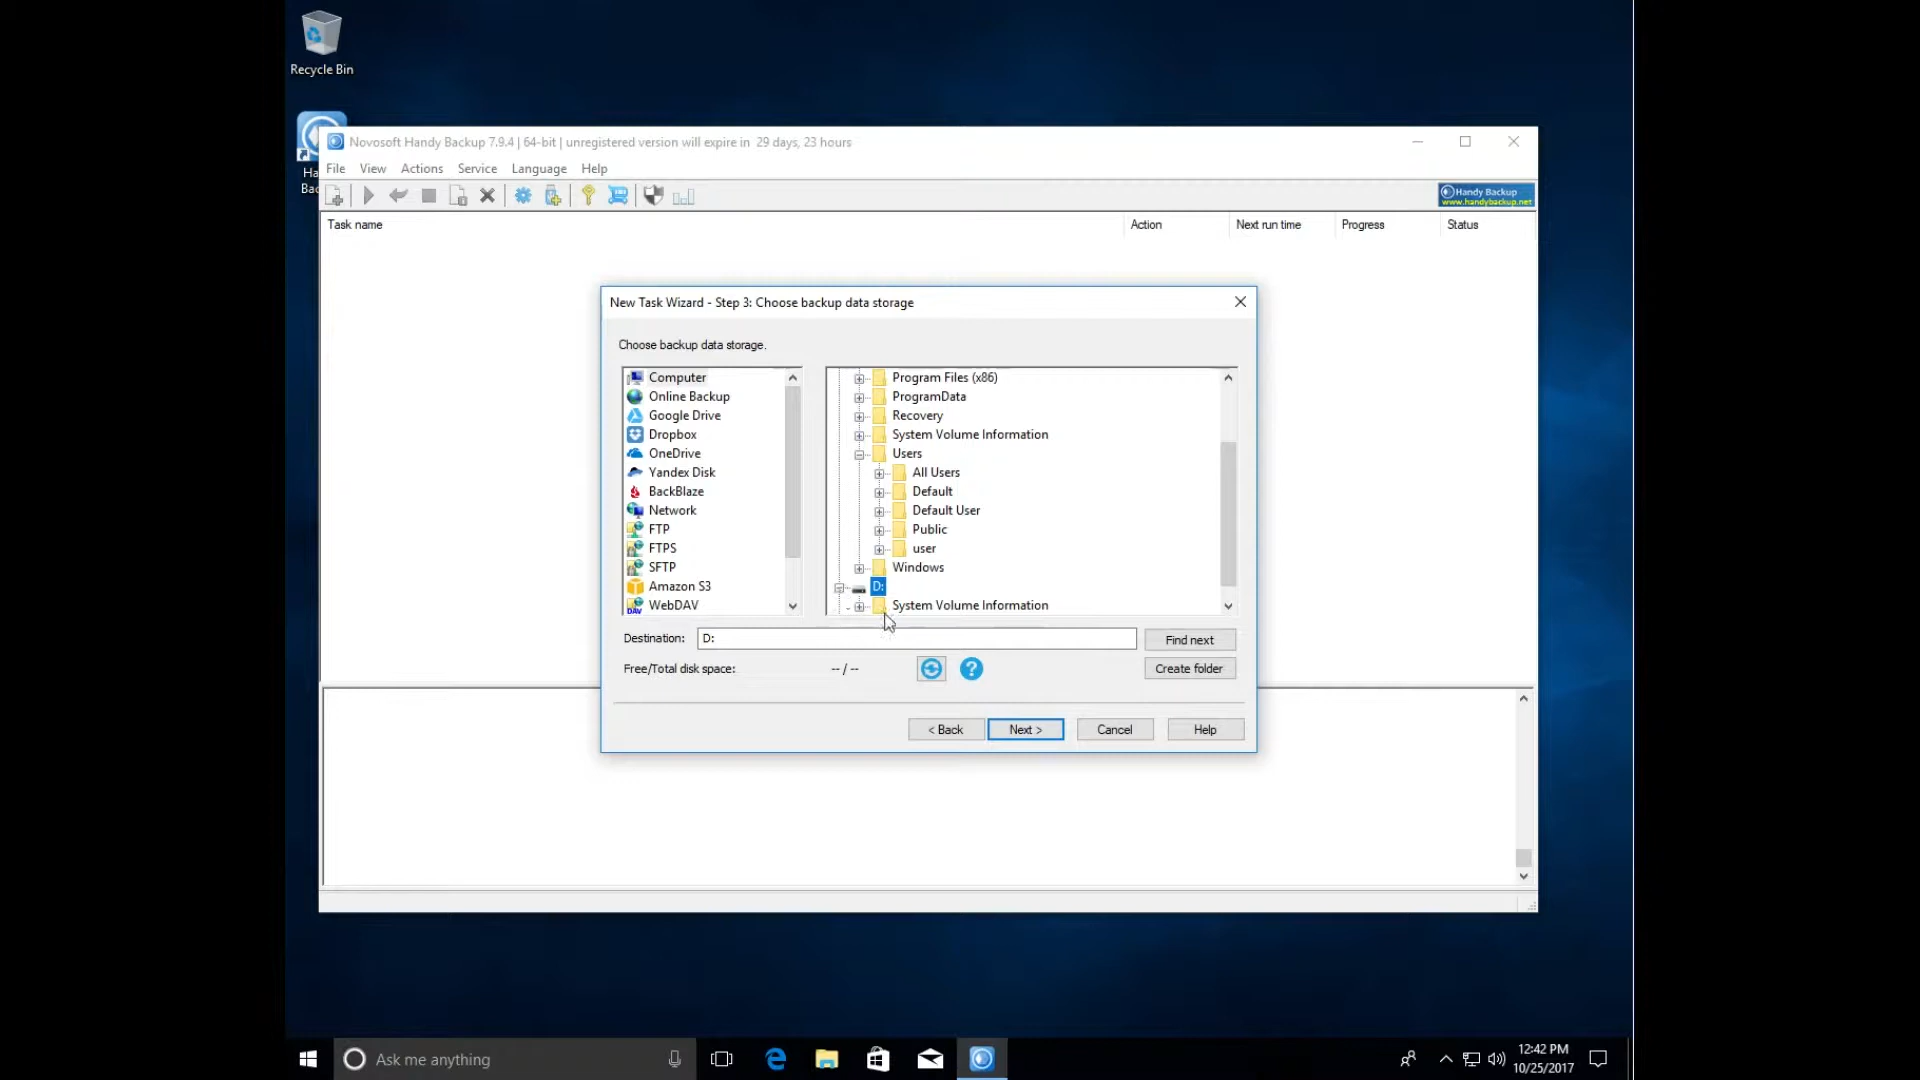 Recycle Bin
Ha
Bac
Novosoft Handy Backup 7.9.4 | 64-bit | unregistered version will expire in 29 days, 23 hours
File View Actions Service Language Help
Handy Backup
www.handybackup.net
Task name Action Next run time Progress Status
New Task Wizard - Step 3: Choose backup data storage
Choose backup data storage.
Computer
Online Backup
Google Drive
Dropbox
OneDrive
Yandex Disk
BackBlaze
Network
FTP
FTPS
SFTP
Amazon S3
DAV WebDAV
Program Files (x86)
ProgramData
Recovery
System Volume Information
Users
All Users
Default
Default User
Public
user
Windows
D:
System Volume Information
Destination: D: Find next
Free/Total disk space: -- / -- Create folder
< Back Next > Cancel Help
Ask me anything
12:42 PM
10/25/2017